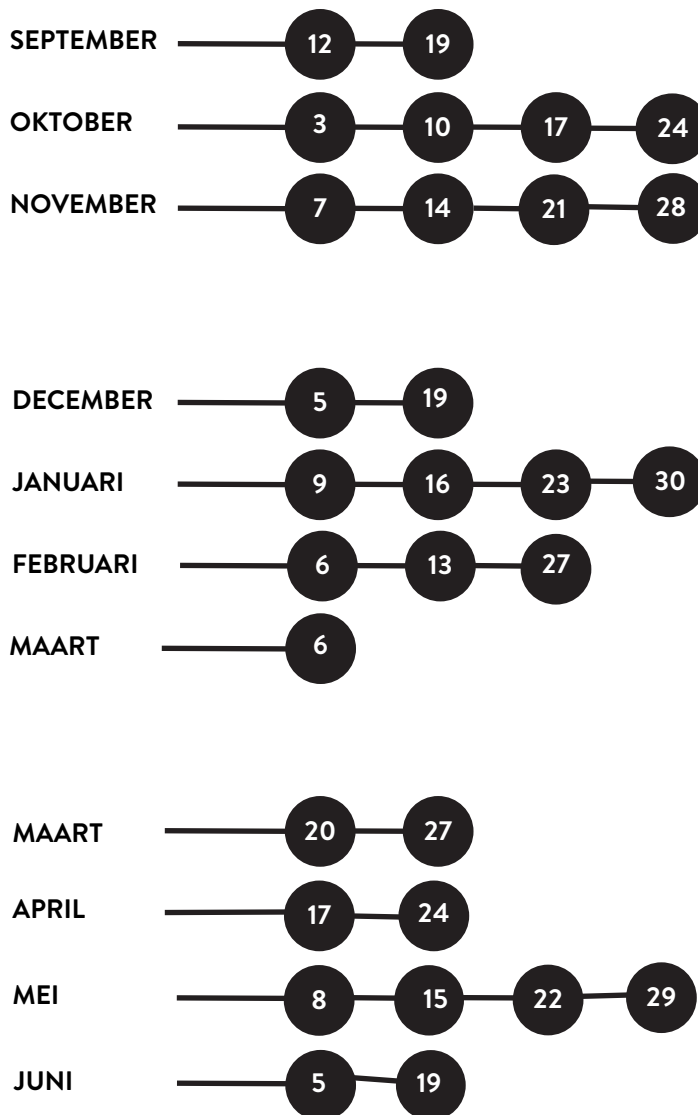 SEPTEMBER 12 19
OKTOBER 3 10 17 24
NOVEMBER 7 14 21 28
DECEMBER 5 19
JANUARI 9 16 23 30
FEBRUARI 6 13 27
MAART 6
MAART 20 27
APRIL 17 24
MEI 8 15 22 29
JUNI 5 19